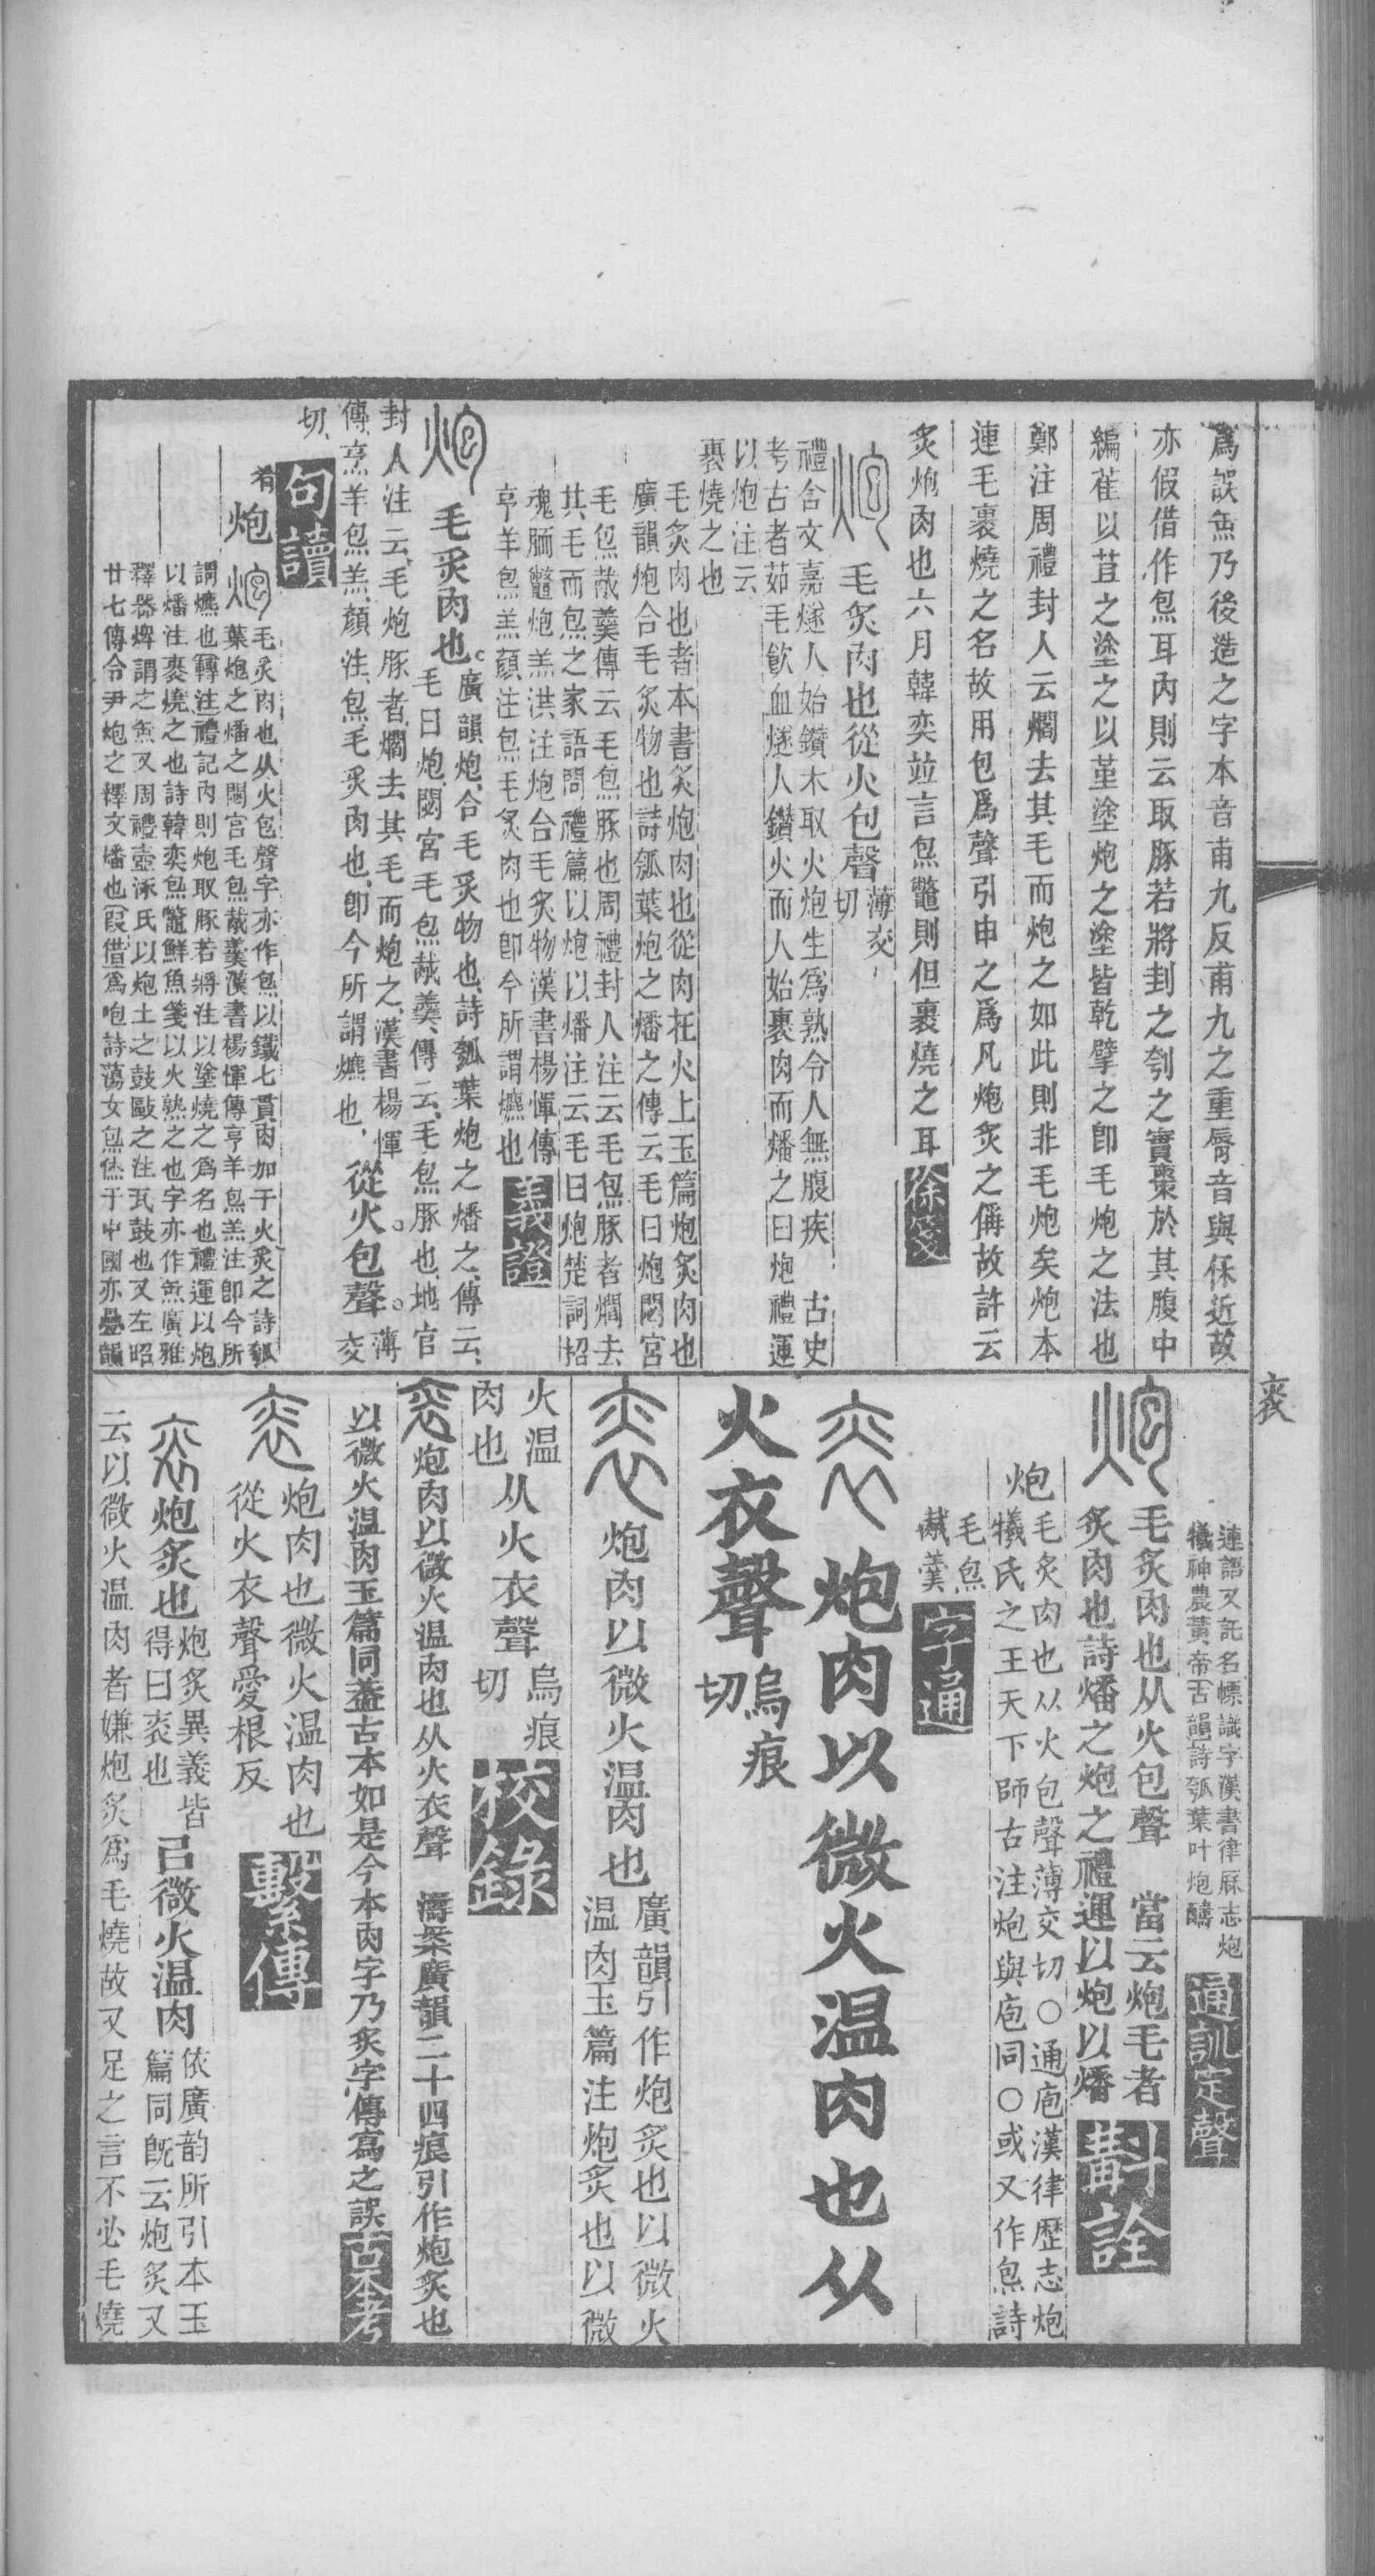 爲誤缹乃後造之字本音甫九反甫九之重脣音與𤆎近故
亦假借作炰耳內則云取豚若將刲之刳之實棗於其腹中
編萑以苴之塗之以堇塗炮之塗皆乾擘之卽毛炮之法也
鄭注周禮封人云爓去其毛而炮之如此則非毛炮矣炮本
連毛裹燒之名故用包爲聲引申之爲凡炮炙之偁故許云
炙炮肉也六月韓奕竝言炰鼈則但裹燒之耳 徐箋
毛炙肉也從火包聲 薄交
切
禮含文嘉燧人始鑽木取火炮生爲熟令人無腹疾 古史
考古者茹毛飲血燧人鑽火而人始裹肉而燔之曰炮禮運
以炮注云
裹燒之也
毛炙肉也者本書炙炮肉也從肉在火上玉篇炮炙肉也
廣韻炮合毛炙物也詩瓠葉炮之燔之傳云毛曰炮閟宮
毛炰胾羹傳云毛炰豚也周禮封人注云毛炰豚者爓去
其毛而炰之家語問禮篇以炮以燔注云毛曰炮楚詞招
魂胹鼈炮羔洪注炮合毛炙物漢書楊惲傳
亨羊炰羔顏注炰毛炙肉也卽今所謂爊也 義證
炮 毛炙肉也。 廣韻炮、合毛炙物也、詩瓠葉炮之燔之、傳云、
毛曰炮閟宮毛炰胾羹、傳云、毛炰豚也、地官
封人注云、毛炮豚者、爓去其毛而炮之、漢書楊惲
傳、烹羊炰羔、顏注、炰毛炙肉也、卽今所謂爊也、 從火。包聲。 薄
交
切、
句讀
肴 炮 毛炙肉也从火包聲字亦作炰以鐵七貫肉加于火炙之詩瓠
葉炮之燔之閟宮毛炰胾羹漢書楊惲傳亨羊炰羔注卽今所
謂爊也轉注禮記內則炮取豚若將注以塗燒之爲名也禮運以炮
以燔注裹燒之也詩韓奕炰鼈鮮魚箋以火熟之也字亦作缹廣雅
釋器焷謂之缹又周禮壺涿氏以炮土之鼓毆之注瓦鼓也又左昭
廿七傳令尹炮之釋文燔也叚借爲咆詩蕩女炰烋于中國亦疊韻
連語又託名幖識字漢書律厤志炮
犧神農黃帝古韻詩瓠葉叶炮醻 通訓定聲
炮 毛炙肉也从火包聲 當云炮毛者
炙肉也詩燔之炮之禮運以炮以燔 斠詮
炮 毛炙肉也从火包聲薄交切○通庖漢律歷志炮
犧氏之王天下師古注炮與庖同○或又作炰詩
毛炰
胾羹 字通
炮肉以微火温肉也从
火衣聲 烏痕
切
炮肉以微火温肉也 廣韻引作炮炙也以微火
温肉玉篇注炮炙也以微
火温
肉也 从火衣聲 烏痕
切 校錄
炮肉以微火温肉也从火衣聲 濤案廣韻二十四痕引作炮炙也
以微火温肉玉篇同葢古本如是今本肉字乃炙字傳寫之誤 古本考
炮肉也微火温肉也
從火衣聲愛根反 繫傳
炮炙也 炮炙異義皆
得曰衮也 㠯微火温肉 依廣韵所引本玉
篇同旣云炮炙又
云以微火温肉者嫌炮炙爲毛燒故又足之言不必毛燒